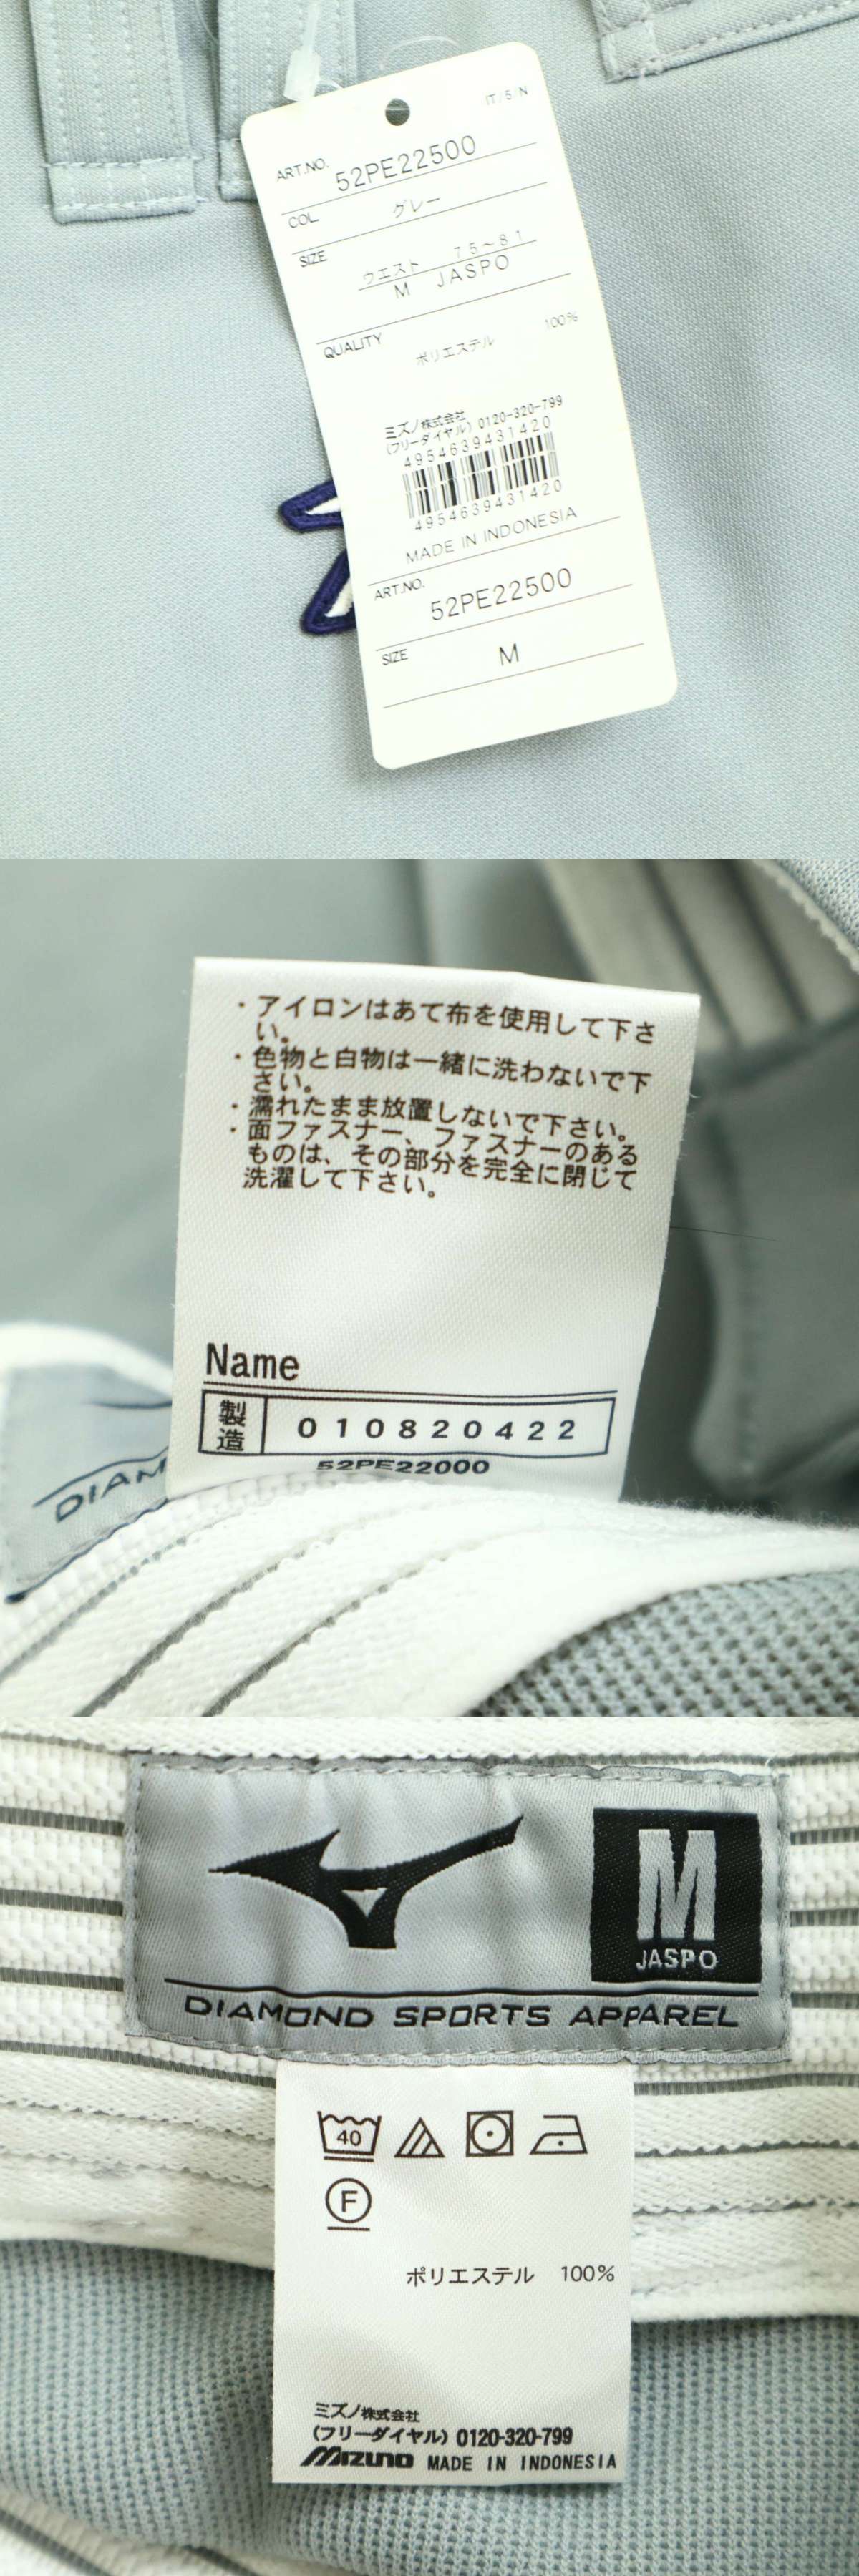 IT/5/N
ART.NO. 52PE22500
COL. グレー
SIZE
ウエスト 75~81
M JASPO
QUALITY
ポリエステル 100%
ミズノ株式会社
(フリーダイヤル) 0120-320-799
4954639431420
4954639431420
MADE IN INDONESIA
ART.NO.
52PE22500
SIZE M
・アイロンはあて布を使用して下さ
い。
・色物と白物は一緒に洗わないで下
さい。
・濡れたまま放置しないで下さい。
・面ファスナー、ファスナーのある
ものは、その部分を完全に閉じて
洗濯して下さい。
Name
製造 010820422
52PE22000
DIAM
M
JASPO
DIAMOND SPORTS APPAREL
40
F
ポリエステル 100%
ミズノ株式会社
(フリーダイヤル) 0120-320-799
Mizuno MADE IN INDONESIA